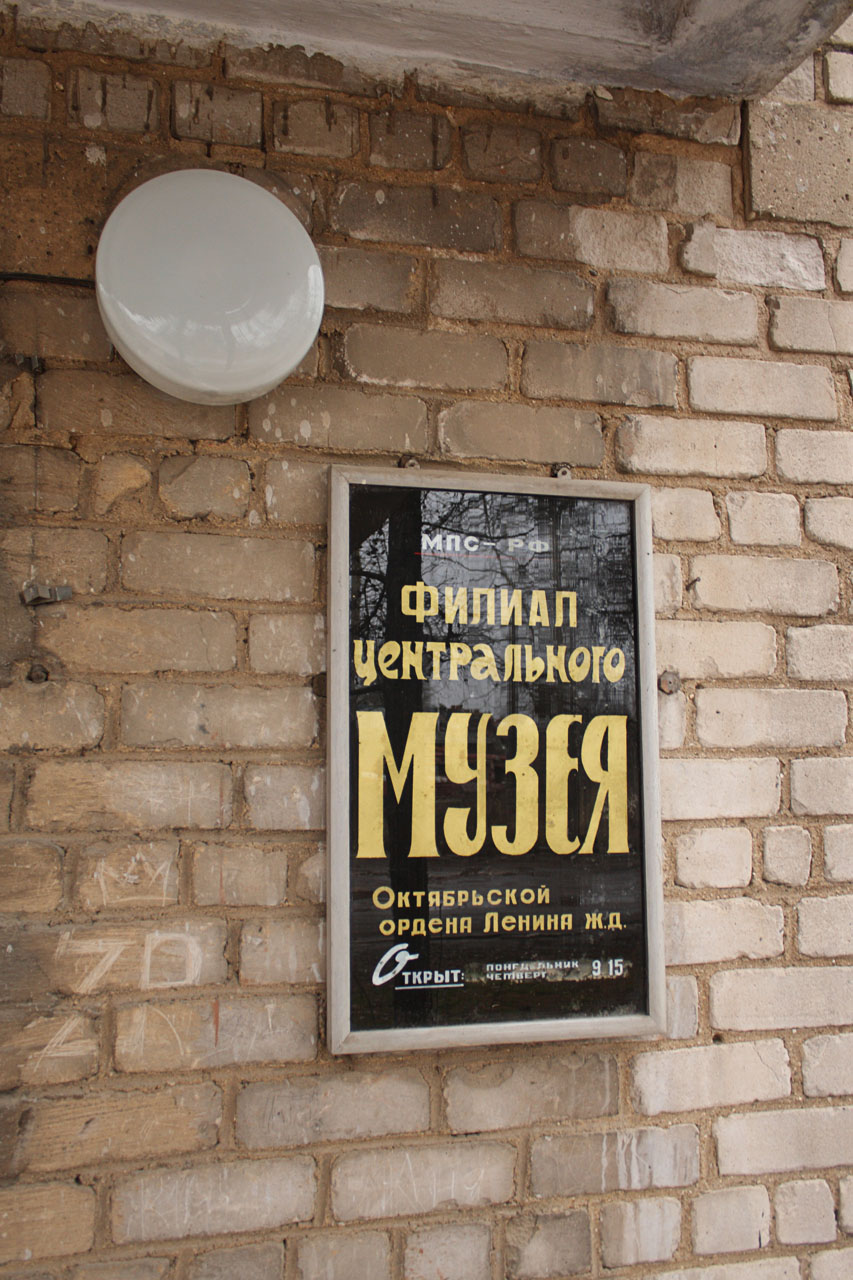 МПС-РФ
ФИЛИАЛ
центрального
МУЗЕЯ
Октябрьской
ордена Ленина ж.д.
Открыт: понедельник 9 15
четверг